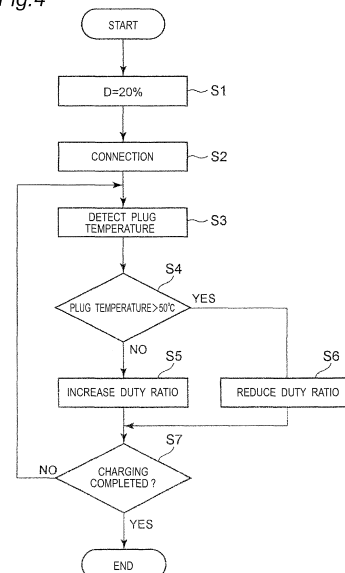 Fig.4
START
D=20%
S1
CONNECTION
S2
DETECT PLUG
TEMPERATURE
S3
S4
PLUG TEMPERATURE>50℃
YES
NO
S5
INCREASE DUTY RATIO
S6
REDUCE DUTY RATIO
S7
CHARGING
COMPLETED?
NO
YES
END